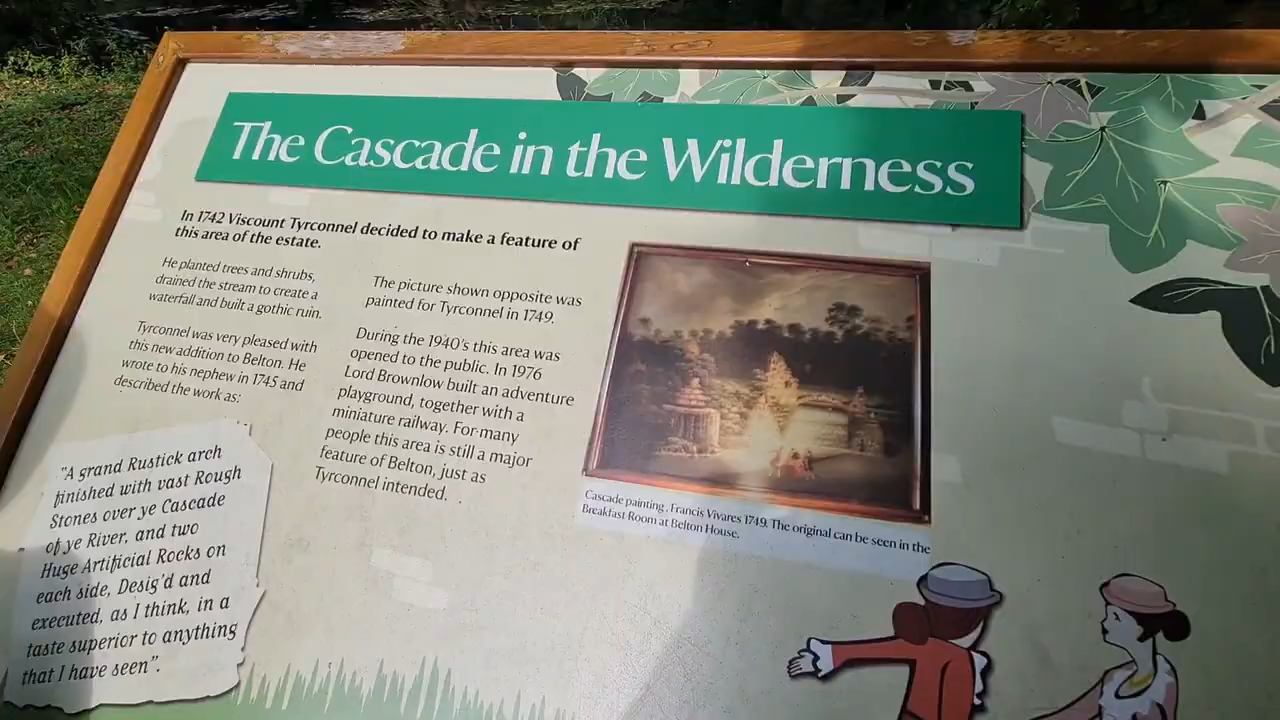 The Cascade in the Wilderness
In 1742 Viscount Tyrconnel decided to make a feature of
this area of the estate.
He planted trees and shrubs,
drained the stream to create a
waterfall and built a gothic ruin.
Tyrconnel was very pleased with
this new addition to Belton. He
wrote to his nephew in 1745 and
described the work as:
"A grand Rustick arch
finished with vast Rough
Stones over ye Cascade
of ye River, and two
Huge Artificial Rocks on
each side, Desig'd and
executed, as I think, in a
taste superior to anything
that I have seen".
The picture shown opposite was
painted for Tyrconnel in 1749.
During the 1940's this area was
opened to the public. In 1976
Lord Brownlow built an adventure
playground, together with a
miniature railway. For many
people this area is still a major
feature of Belton, just as
Tyrconnel intended.
Cascade painting, Francis Vivares 1749. The original can be seen in the
Breakfast Room at Belton House.